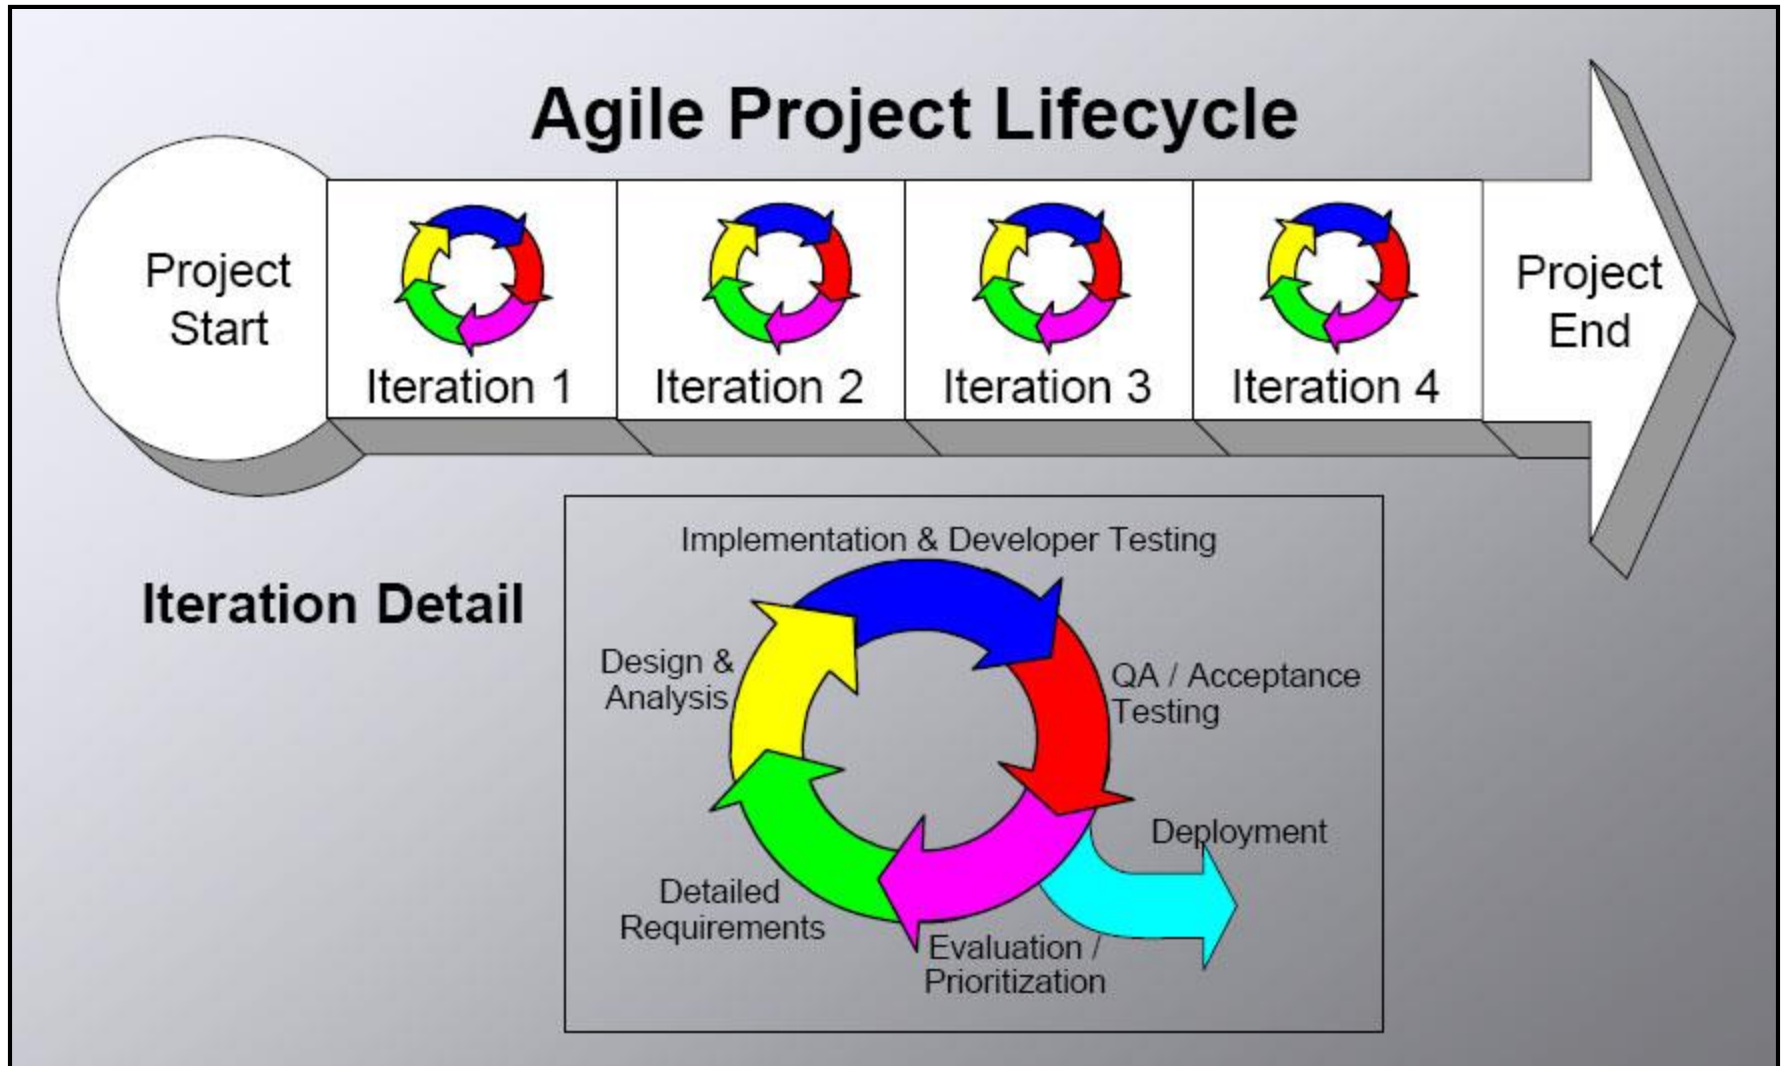 Agile Project Lifecycle
Project
Start
Iteration 1
Iteration 2
Iteration 3
Iteration 4
Project
End
Iteration Detail
Implementation & Developer Testing
Design &
Analysis
QA / Acceptance
Testing
Deployment
Detailed
Requirements
Evaluation /
Prioritization